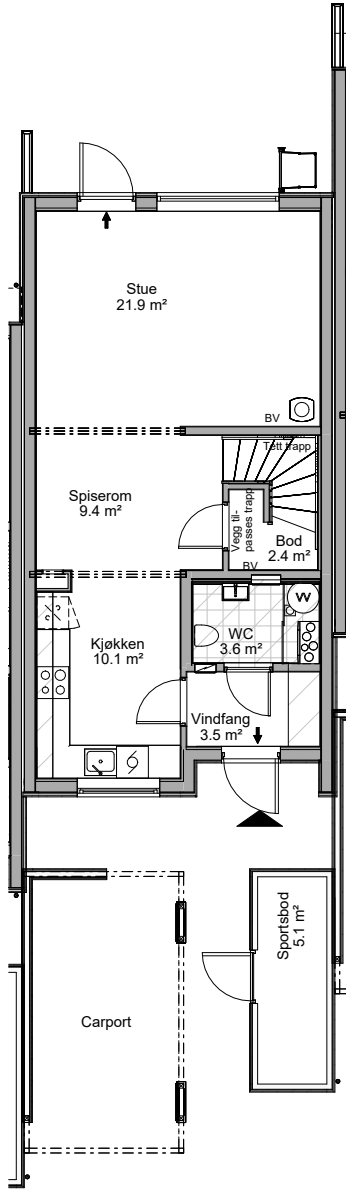 Stue
21.9 m²
BV
Tett trapp
Spiserom
9.4 m²
Vegg til-
passes trapp
Bod
2.4 m²
BV
VV
WC
3.6 m²
Kjøkken
10.1 m²
Vindfang
3.5 m²
Sportsbod
5.1 m²
Carport